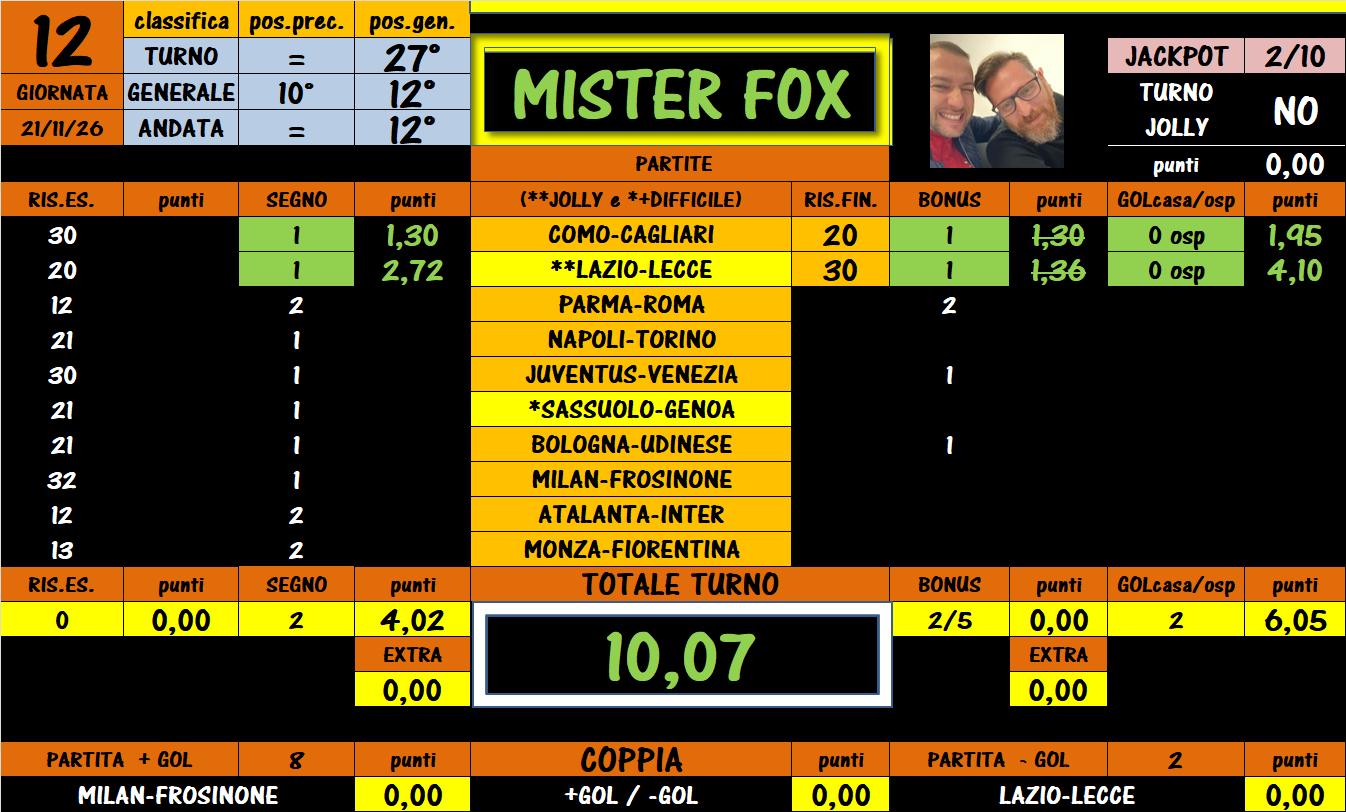 12 classifica pos.prec. pos.gen.
TURNO = 27°
GIORNATA GENERALE 10° 12°
21/11/26 ANDATA = 12°
MISTER FOX
JACKPOT 2/10
TURNO JOLLY NO
punti 0,00
PARTITE
RIS.ES. punti SEGNO punti (**JOLLY e *+DIFFICILE) RIS.FIN. BONUS punti GOLcasa/osp punti
30 1 1,30 COMO-CAGLIARI 20 1 1,30 0 osp 1,95
20 1 2,72 **LAZIO-LECCE 30 1 1,36 0 osp 4,10
12 2 PARMA-ROMA 2
21 1 NAPOLI-TORINO
30 1 JUVENTUS-VENEZIA 1
21 1 *SASSUOLO-GENOA
21 1 BOLOGNA-UDINESE 1
32 1 MILAN-FROSINONE
12 2 ATALANTA-INTER
13 2 MONZA-FIORENTINA
RIS.ES. punti SEGNO punti TOTALE TURNO BONUS punti GOLcasa/osp punti
0 0,00 2 4,02 10,07 2/5 0,00 2 6,05
EXTRA EXTRA
0,00 0,00
PARTITA + GOL 8 punti COPPIA punti PARTITA - GOL 2 punti
MILAN-FROSINONE 0,00 +GOL / -GOL 0,00 LAZIO-LECCE 0,00